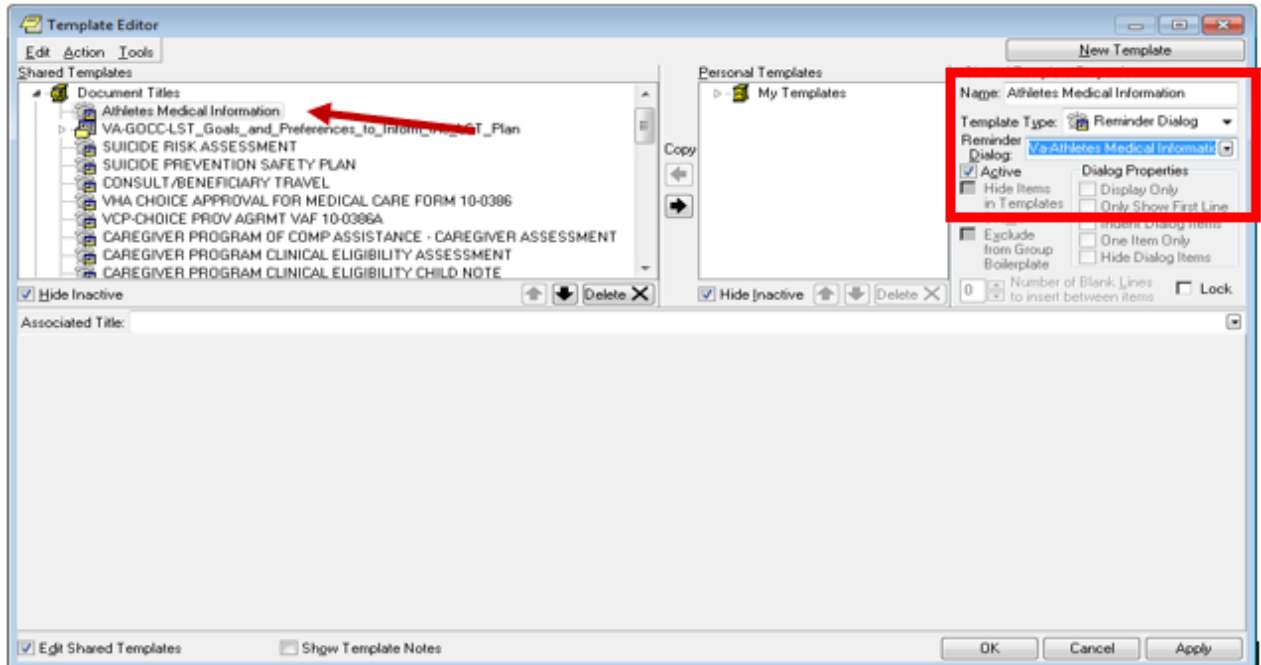 Template Editor
Edit Action Tools
New Template
Shared Templates
Document Titles
Athletes Medical Information
VA-GOCC-LST_Goals_and_Preferences_to_Inform_the_LST_Plan
SUICIDE RISK ASSESSMENT
SUICIDE PREVENTION SAFETY PLAN
CONSULT/BENEFICIARY TRAVEL
VHA CHOICE APPROVAL FOR MEDICAL CARE FORM 10-0386
VCP-CHOICE PROV AGRMT VAF 10-0386A
CAREGIVER PROGRAM OF COMP ASSISTANCE - CAREGIVER ASSESSMENT
CAREGIVER PROGRAM CLINICAL ELIGIBILITY ASSESSMENT
CAREGIVER PROGRAM CLINICAL ELIGIBILITY CHILD NOTE
Hide Inactive
Delete
Copy
Personal Templates
My Templates
Hide Inactive
Delete
Name: Athletes Medical Information
Template Type: Reminder Dialog
Reminder
Dialog: Va-Athletes Medical Informatic
Active
Hide Items
in Templates
Exclude
from Group
Boilerplate
Dialog Properties
Display Only
Only Show First Line
Indent Dialog Items
One Item Only
Hide Dialog Items
0 Number of Blank Lines
to insert between items
Lock
Associated Title:
Edit Shared Templates
Show Template Notes
OK
Cancel
Apply